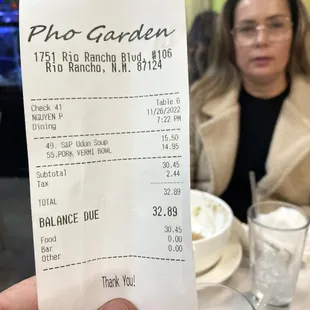 Pho Garden
1751 Rio Rancho Blvd. #106
Rio Rancho, N.M. 87124
Check 41 Table 6
NGUYEN P 11/26/2022
Dining 7:22 PM
49. S&P Udon Soup 15.50
55.PORK VERMI BOWL 14.95
Subtotal 30.45
Tax 2.44
32.89
TOTAL
BALANCE DUE 32.89
Food 30.45
Bar 0.00
Other 0.00
Thank You!